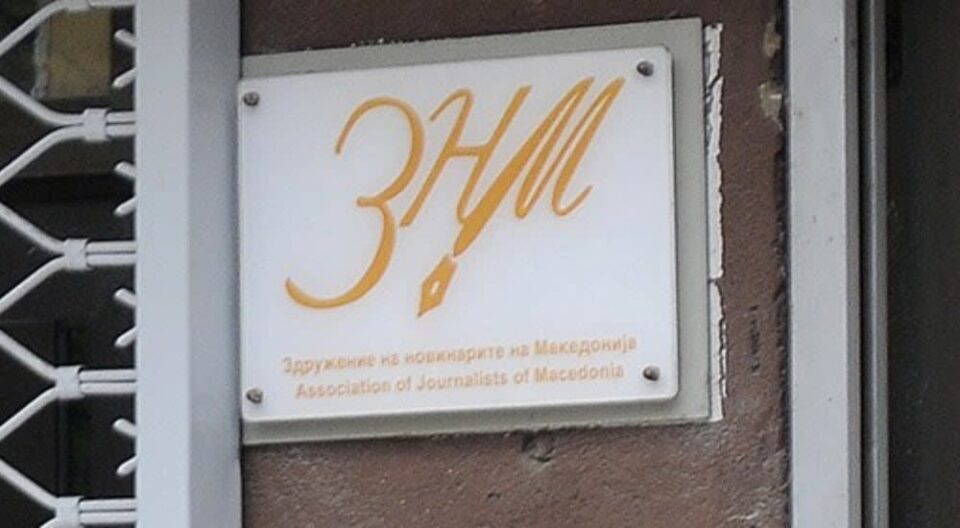 ЗНМ
Здружение на новинарите на Македонија
Association of Journalists of Macedonia